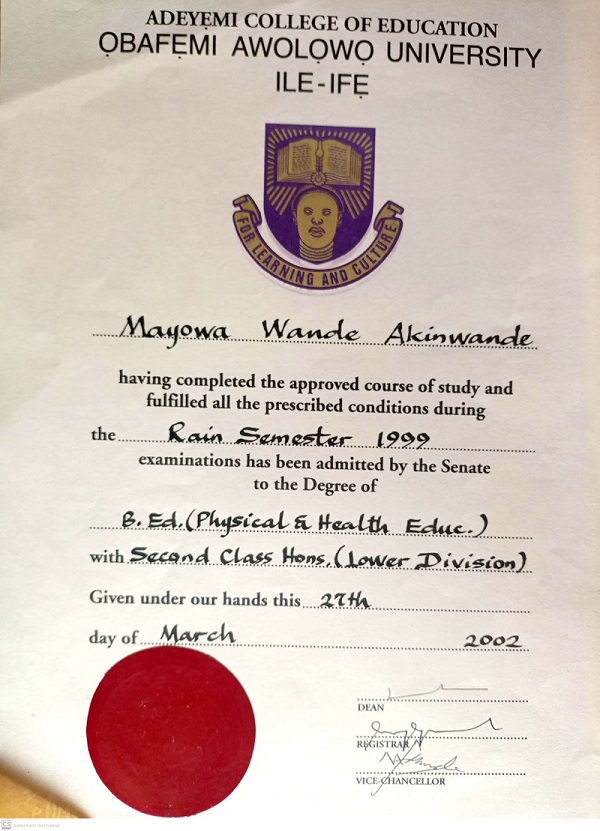 ADEYẸMI COLLEGE OF EDUCATION
ỌBAFẸMI AWOLỌWỌ UNIVERSITY
ILE-IFẸ
FOR LEARNING AND CULTURE
Mayowa Wande Akinwande
having completed the approved course of study and
fulfilled all the prescribed conditions during
the Rain Semester 1999
examinations has been admitted by the Senate
to the Degree of
B. Ed. (Physical & Health Educ.)
with Second Class Hons. (Lower Division)
Given under our hands this 27th
day of March 2002
DEAN
REGISTRAR
VICE-CHANCELLOR
CS Scanned with CamScanner